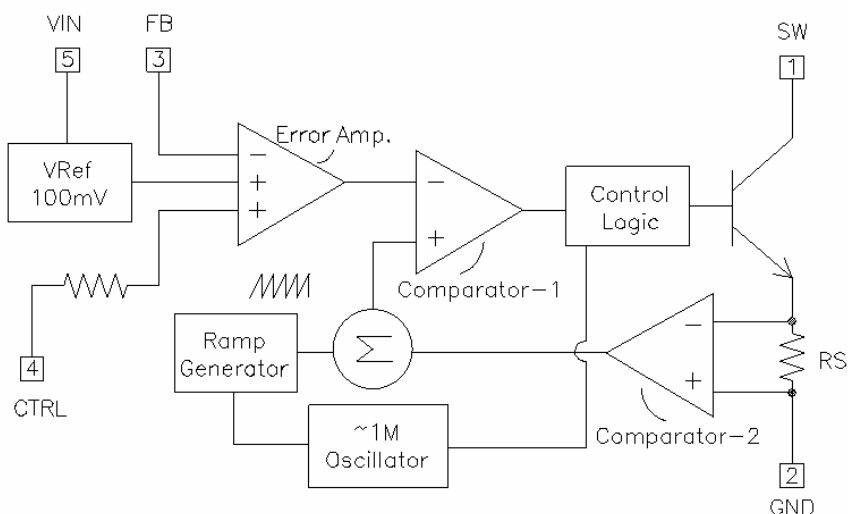 VIN
FB
SW
5
3
1
Error Amp.
VRef
100mV
−
+
+
−
+
Control
Logic
Comparator-1
4
CTRL
Ramp
Generator
Σ
−
+
RS
Comparator-2
~1M
Oscillator
2
GND